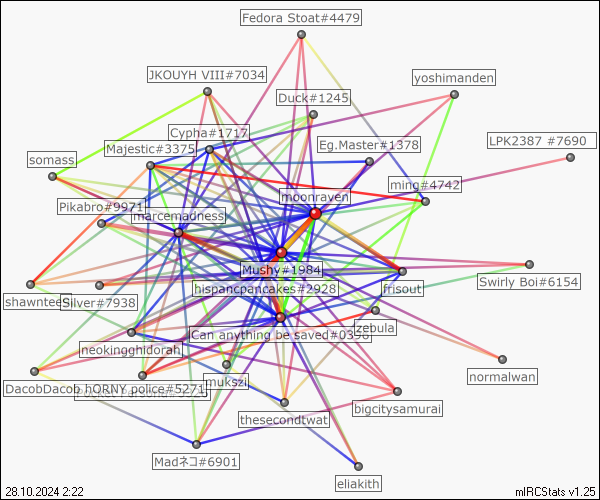 Fedora Stoat#4479
JKOUYH VIII#7034
yoshimanden
Duck#1245
Cypha#1717
Eg.Master#1378
LPK2387 #7690
Majestic#3375
somass
ming#4742
moonraven
Pikabro#9971
marcemadness
Mushy#1984
Swirly Boi#6154
hispancpancakes#2928
frisout
shawntee
Silver#7938
zebula
Can anything be saved#0398
neokingghidorah
normalwan
mukszi
DacobDacob
hORNY police#5271
bigcitysamurai
thesecondtwat
Madネコ#6901
eliakith
28.10.2024 2:22
mIRCStats v1.25